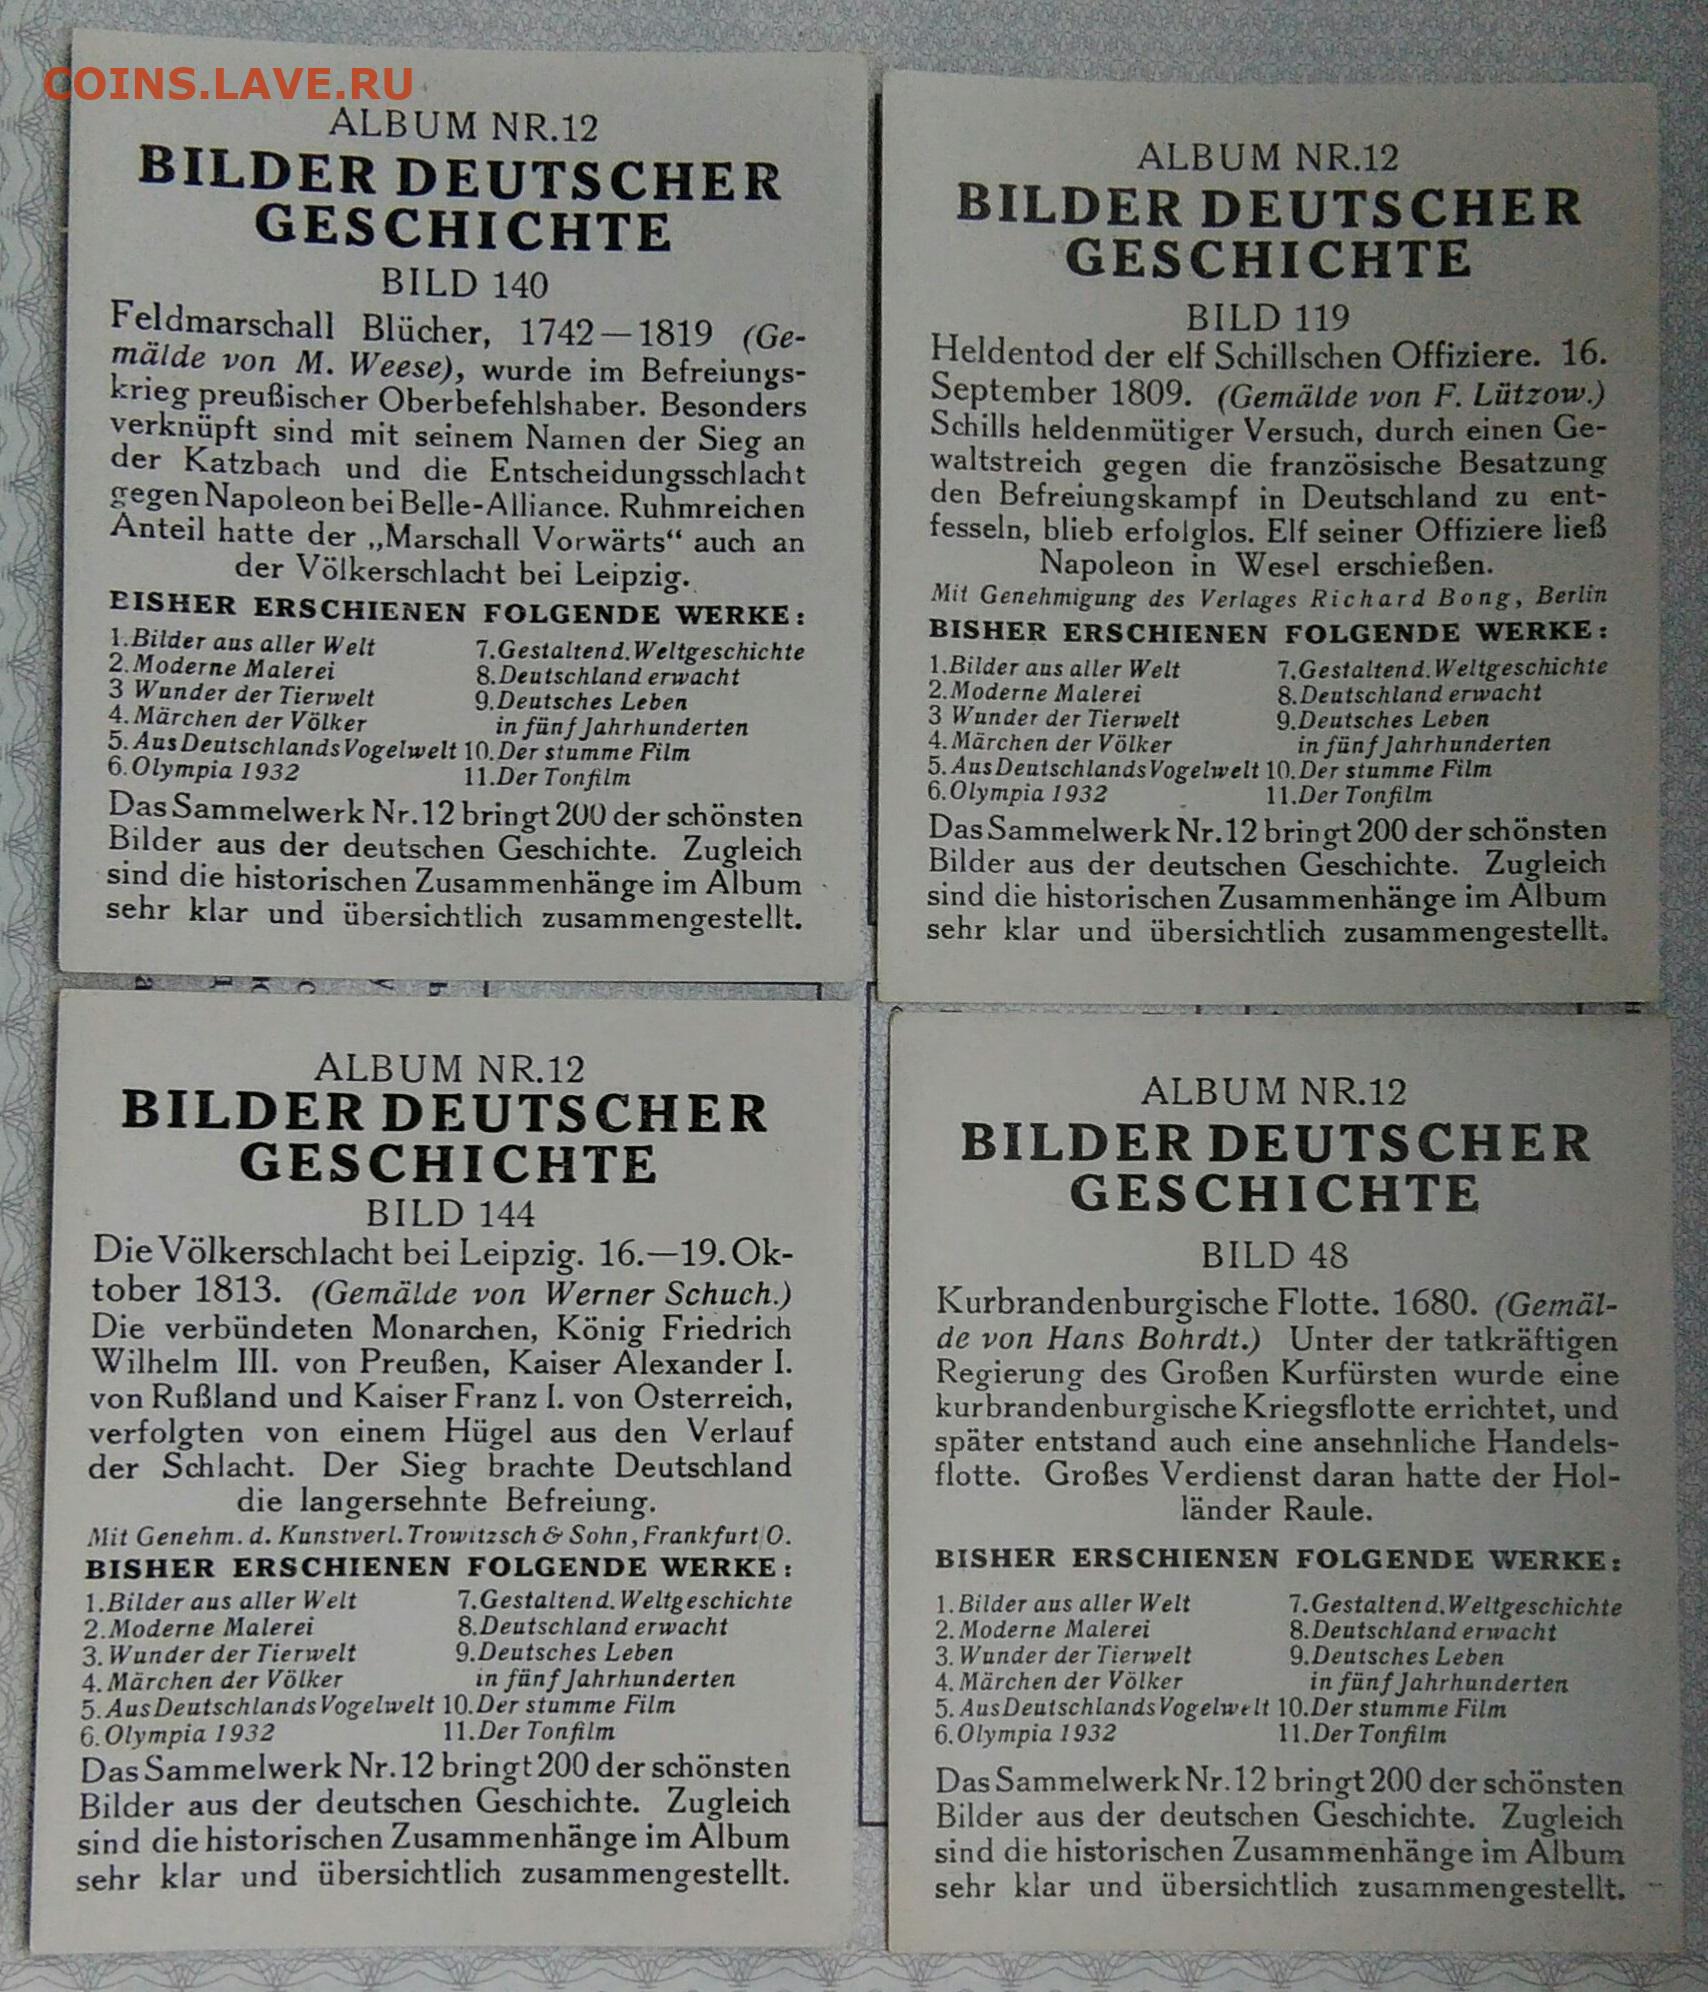 COINS.LAVE.RU
ALBUM NR.12
BILDER DEUTSCHER
GESCHICHTE
BILD 140
Feldmarschall Blücher, 1742—1819 (Ge-
mälde von M. Weese), wurde im Befreiungs-
krieg preußischer Oberbefehlshaber. Besonders
verknüpft sind mit seinem Namen der Sieg an
der Katzbach und die Entscheidungsschlacht
gegen Napoleon bei Belle-Alliance. Ruhmreichen
Anteil hatte der „Marschall Vorwärts“ auch an
der Völkerschlacht bei Leipzig.
BISHER ERSCHIENEN FOLGENDE WERKE:
1.Bilder aus aller Welt
2.Moderne Malerei
3 Wunder der Tierwelt
4.Märchen der Völker
5.Aus Deutschlands Vogelwelt
6.Olympia 1932
7.Gestalten d. Weltgeschichte
8.Deutschland erwacht
9.Deutsches Leben
in fünf Jahrhunderten
10.Der stumme Film
11.Der Tonfilm
Das Sammelwerk Nr.12 bringt 200 der schönsten
Bilder aus der deutschen Geschichte. Zugleich
sind die historischen Zusammenhänge im Album
sehr klar und übersichtlich zusammengestellt.
ALBUM NR.12
BILDER DEUTSCHER
GESCHICHTE
BILD 119
Heldentod der elf Schillschen Offiziere. 16.
September 1809. (Gemälde von F. Lützow.)
Schills heldenmütiger Versuch, durch einen Ge-
waltstreich gegen die französische Besatzung
den Befreiungskampf in Deutschland zu ent-
fesseln, blieb erfolglos. Elf seiner Offiziere ließ
Napoleon in Wesel erschießen.
Mit Genehmigung des Verlages Richard Bong, Berlin
BISHER ERSCHIENEN FOLGENDE WERKE:
1.Bilder aus aller Welt
2.Moderne Malerei
3 Wunder der Tierwelt
4.Märchen der Völker
5.Aus Deutschlands Vogelwelt
6.Olympia 1932
7.Gestalten d. Weltgeschichte
8.Deutschland erwacht
9.Deutsches Leben
in fünf Jahrhunderten
10.Der stumme Film
11.Der Tonfilm
Das Sammelwerk Nr.12 bringt 200 der schönsten
Bilder aus der deutschen Geschichte. Zugleich
sind die historischen Zusammenhänge im Album
sehr klar und übersichtlich zusammengestellt.
ALBUM NR.12
BILDER DEUTSCHER
GESCHICHTE
BILD 144
Die Völkerschlacht bei Leipzig. 16.—19. Ok-
tober 1813. (Gemälde von Werner Schuch.)
Die verbündeten Monarchen, König Friedrich
Wilhelm III. von Preußen, Kaiser Alexander I.
von Rußland und Kaiser Franz I. von Österreich,
verfolgten von einem Hügel aus den Verlauf
der Schlacht. Der Sieg brachte Deutschland
die langersehnte Befreiung.
Mit Genehm. d. Kunstverl. Trowitzsch & Sohn, Frankfurt/O.
BISHER ERSCHIENEN FOLGENDE WERKE:
1.Bilder aus aller Welt
2.Moderne Malerei
3.Wunder der Tierwelt
4.Märchen der Völker
5.Aus Deutschlands Vogelwelt
6.Olympia 1932
7.Gestalten d. Weltgeschichte
8.Deutschland erwacht
9.Deutsches Leben
in fünf Jahrhunderten
10.Der stumme Film
11.Der Tonfilm
Das Sammelwerk Nr.12 bringt 200 der schönsten
Bilder aus der deutschen Geschichte. Zugleich
sind die historischen Zusammenhänge im Album
sehr klar und übersichtlich zusammengestellt.
ALBUM NR.12
BILDER DEUTSCHER
GESCHICHTE
BILD 48
Kurbrandenburgische Flotte. 1680. (Gemäl-
de von Hans Bohrdt.) Unter der tatkräftigen
Regierung des Großen Kurfürsten wurde eine
kurbrandenburgische Kriegsflotte errichtet, und
später entstand auch eine ansehnliche Handels-
flotte. Großes Verdienst daran hatte der Hol-
länder Raule.
BISHER ERSCHIENEN FOLGENDE WERKE:
1.Bilder aus aller Welt
2.Moderne Malerei
3.Wunder der Tierwelt
4.Märchen der Völker
5.Aus Deutschlands Vogelwelt
6.Olympia 1932
7.Gestalten d. Weltgeschichte
8.Deutschland erwacht
9.Deutsches Leben
in fünf Jahrhunderten
10.Der stumme Film
11.Der Tonfilm
Das Sammelwerk Nr.12 bringt 200 der schönsten
Bilder aus der deutschen Geschichte. Zugleich
sind die historischen Zusammenhänge im Album
sehr klar und übersichtlich zusammengestellt.